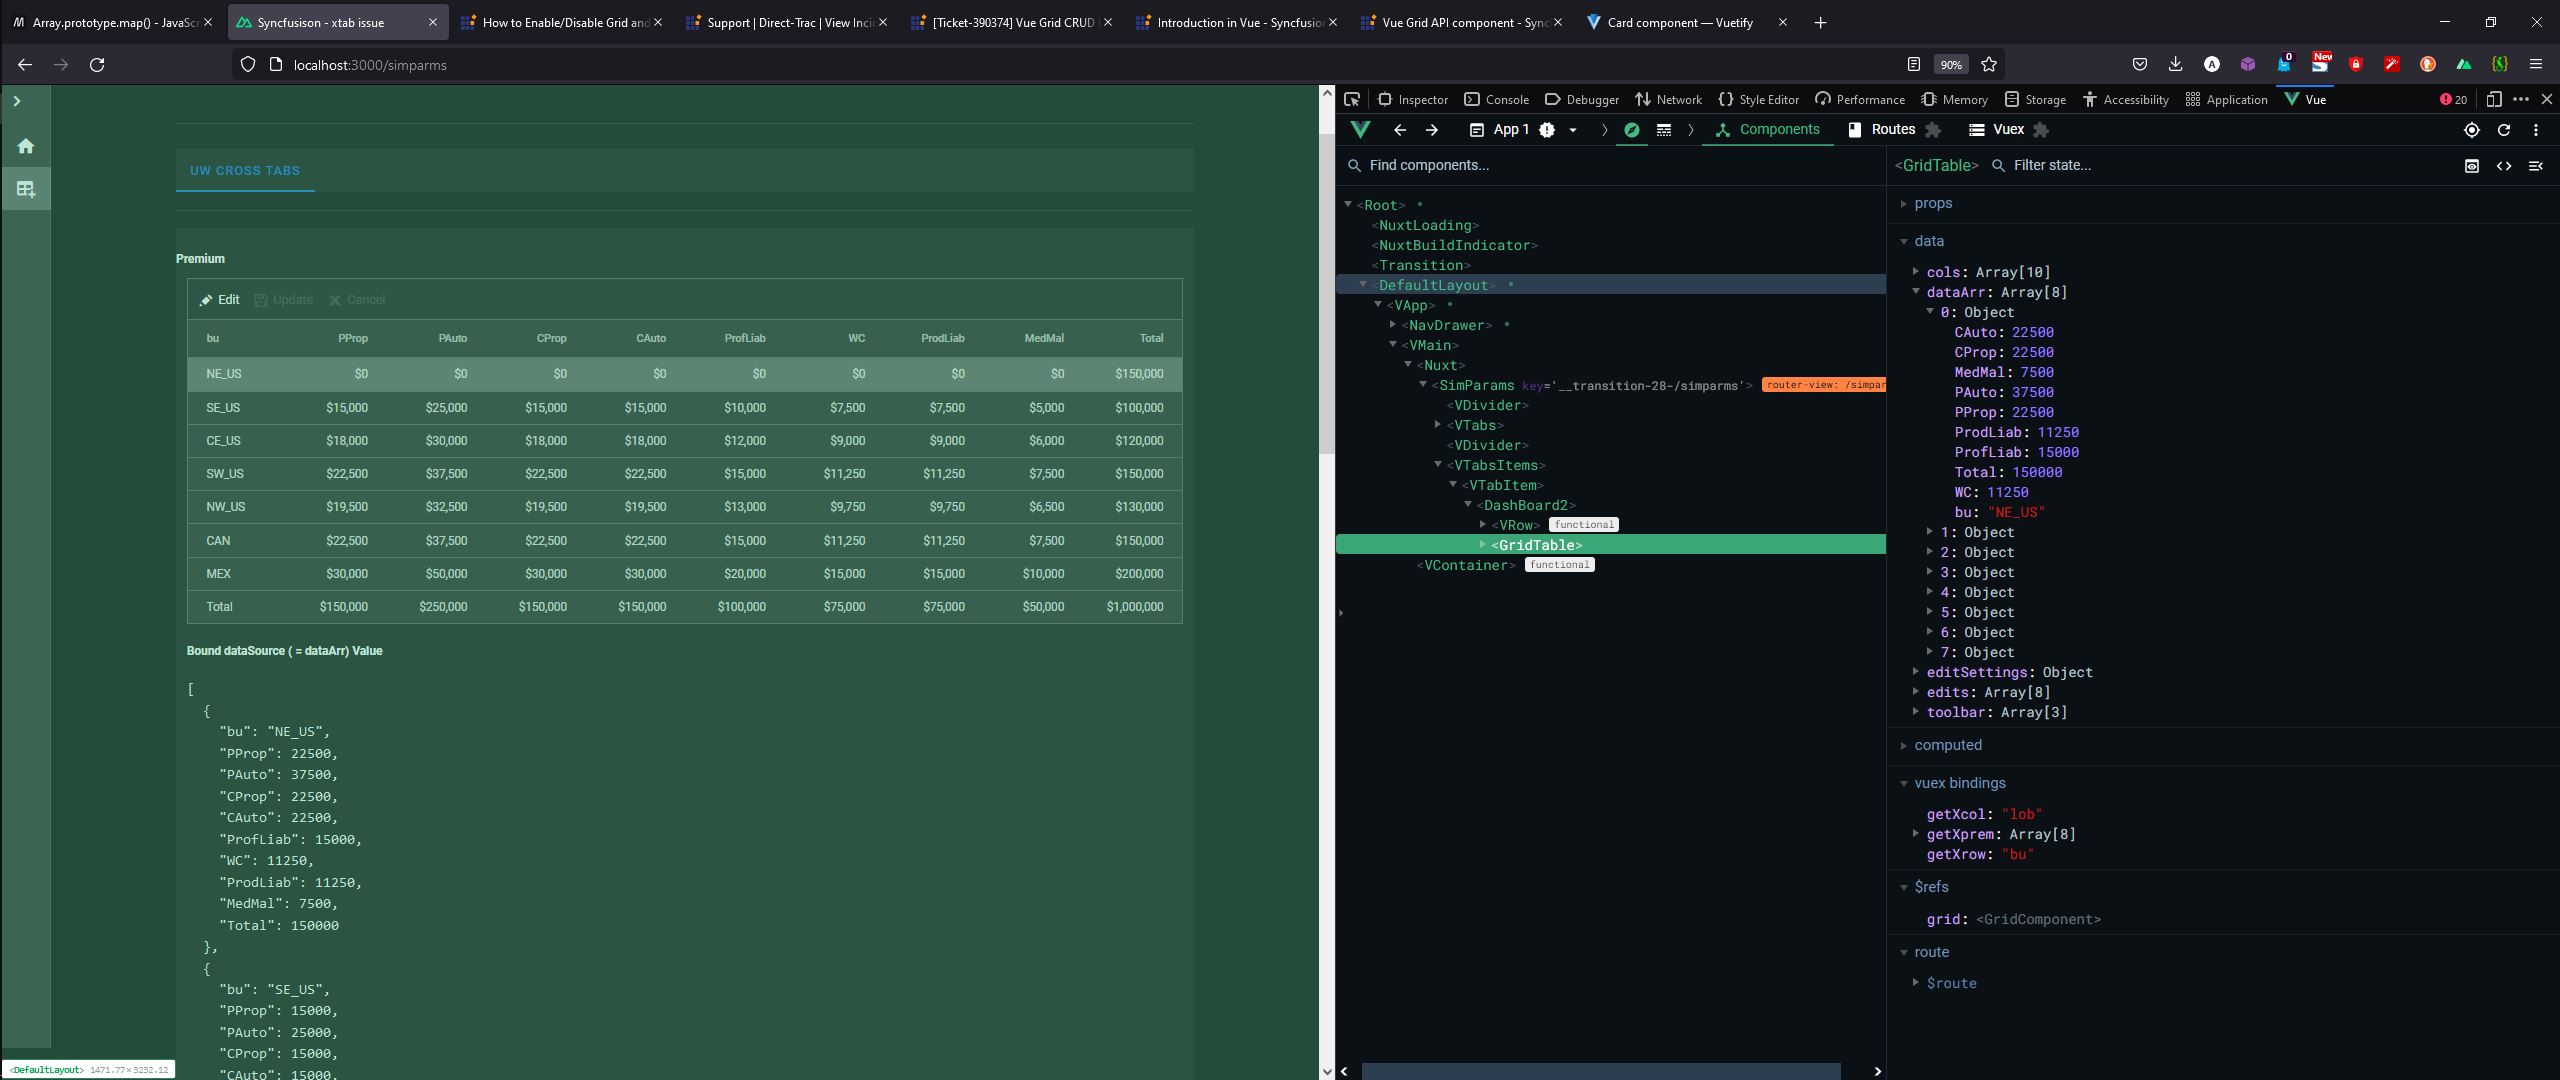 Array.prototype.map() - JavaSc
Syncfusison - xtab issue
How to Enable/Disable Grid and
Support | Direct-Trac | View Inci
[Ticket-390374] Vue Grid CRUD
Introduction in Vue - Syncfusion
Vue Grid API component - Sync
Card component — Vuetify
localhost:3000/simparms
90%
0
New
Inspector
Console
Debugger
Network
Style Editor
Performance
Memory
Storage
Accessibility
Application
Vue
20
App 1
Components
Routes
Vuex
UW CROSS TABS
Premium
Edit Update Cancel
bu PProp PAuto CProp CAuto ProfLiab WC ProdLiab MedMal Total
NE_US $0 $0 $0 $0 $0 $0 $0 $0 $150,000
SE_US $15,000 $25,000 $15,000 $15,000 $10,000 $7,500 $7,500 $5,000 $100,000
CE_US $18,000 $30,000 $18,000 $18,000 $12,000 $9,000 $9,000 $6,000 $120,000
SW_US $22,500 $37,500 $22,500 $22,500 $15,000 $11,250 $11,250 $7,500 $150,000
NW_US $19,500 $32,500 $19,500 $19,500 $13,000 $9,750 $9,750 $6,500 $130,000
CAN $22,500 $37,500 $22,500 $22,500 $15,000 $11,250 $11,250 $7,500 $150,000
MEX $30,000 $50,000 $30,000 $30,000 $20,000 $15,000 $15,000 $10,000 $200,000
Total $150,000 $250,000 $150,000 $150,000 $100,000 $75,000 $75,000 $50,000 $1,000,000
Bound dataSource ( = dataArr) Value
[
{
"bu": "NE_US",
"PProp": 22500,
"PAuto": 37500,
"CProp": 22500,
"CAuto": 22500,
"ProfLiab": 15000,
"WC": 11250,
"ProdLiab": 11250,
"MedMal": 7500,
"Total": 150000
},
{
"bu": "SE_US",
"PProp": 15000,
"PAuto": 25000,
"CProp": 15000,
"CAuto": 15000,
<DefaultLayout> 1471.77×3232.12
Find components...
<Root>
<NuxtLoading>
<NuxtBuildIndicator>
<Transition>
<DefaultLayout>
<VApp>
<NavDrawer>
<VMain>
<Nuxt>
<SimParams key='__transition-28-/simparms'> router-view: /simpar
<VDivider>
<VTabs>
<VDivider>
<VTabsItems>
<VTabItem>
<DashBoard2>
<VRow> functional
<GridTable>
<VContainer> functional
<GridTable> Filter state...
props
data
cols: Array[10]
dataArr: Array[8]
0: Object
CAuto: 22500
CProp: 22500
MedMal: 7500
PAuto: 37500
PProp: 22500
ProdLiab: 11250
ProfLiab: 15000
Total: 150000
WC: 11250
bu: "NE_US"
1: Object
2: Object
3: Object
4: Object
5: Object
6: Object
7: Object
editSettings: Object
edits: Array[8]
toolbar: Array[3]
computed
vuex bindings
getXcol: "lob"
getXprem: Array[8]
getXrow: "bu"
$refs
grid: <GridComponent>
route
$route